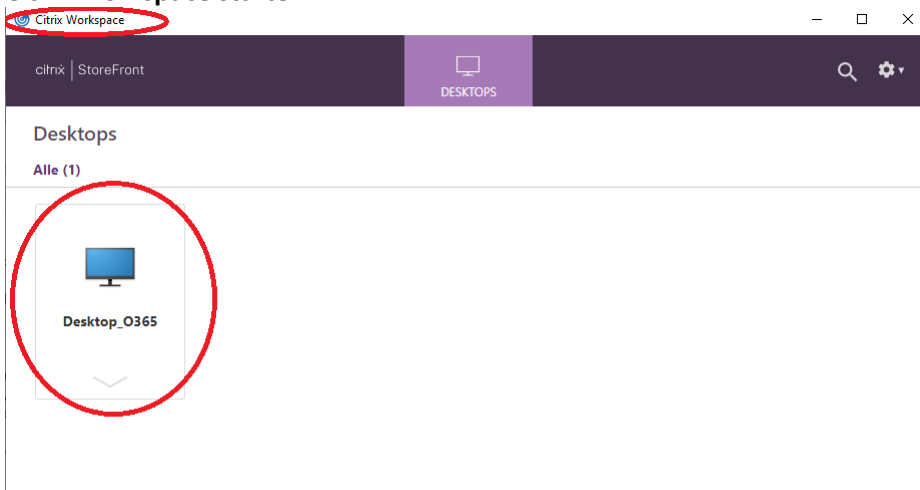 Citrix Workspace
citrix | StoreFront
DESKTOPS
Desktops
Alle (1)
Desktop_O365